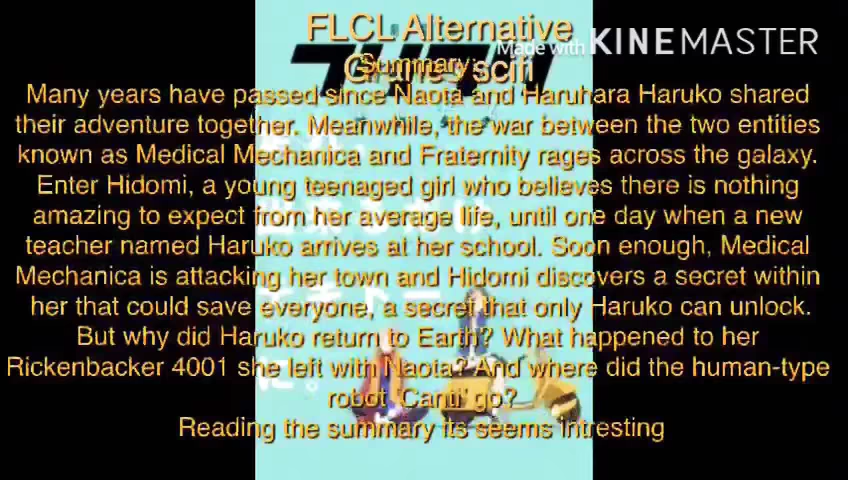 FLCL Alternative
Made with KINEMASTER
Summary:
Gränes scifi
Many years have passed since Naota and Haruhara Haruko shared
their adventure together. Meanwhile, the war between the two entities
known as Medical Mechanica and Fraternity rages across the galaxy.
Enter Hidomi, a young teenaged girl who believes there is nothing
amazing to expect from her average life, until one day when a new
teacher named Haruko arrives at her school. Soon enough, Medical
Mechanica is attacking her town and Hidomi discovers a secret within
her that could save everyone, a secret that only Haruko can unlock.
But why did Haruko return to Earth? What happened to her
Rickenbacker 4001 she left with Naota? And where did the human-type
robot 'Canti' go?
Reading the summary its seems intresting